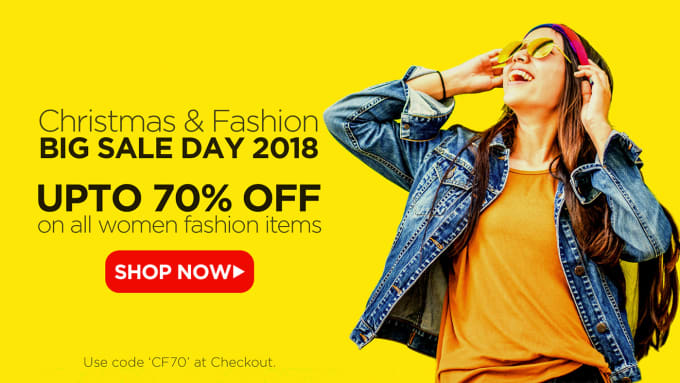 Christmas & Fashion
BIG SALE DAY 2018
UPTO 70% OFF
on all women fashion items
SHOP NOW
Use code ‘CF70’ at Checkout.